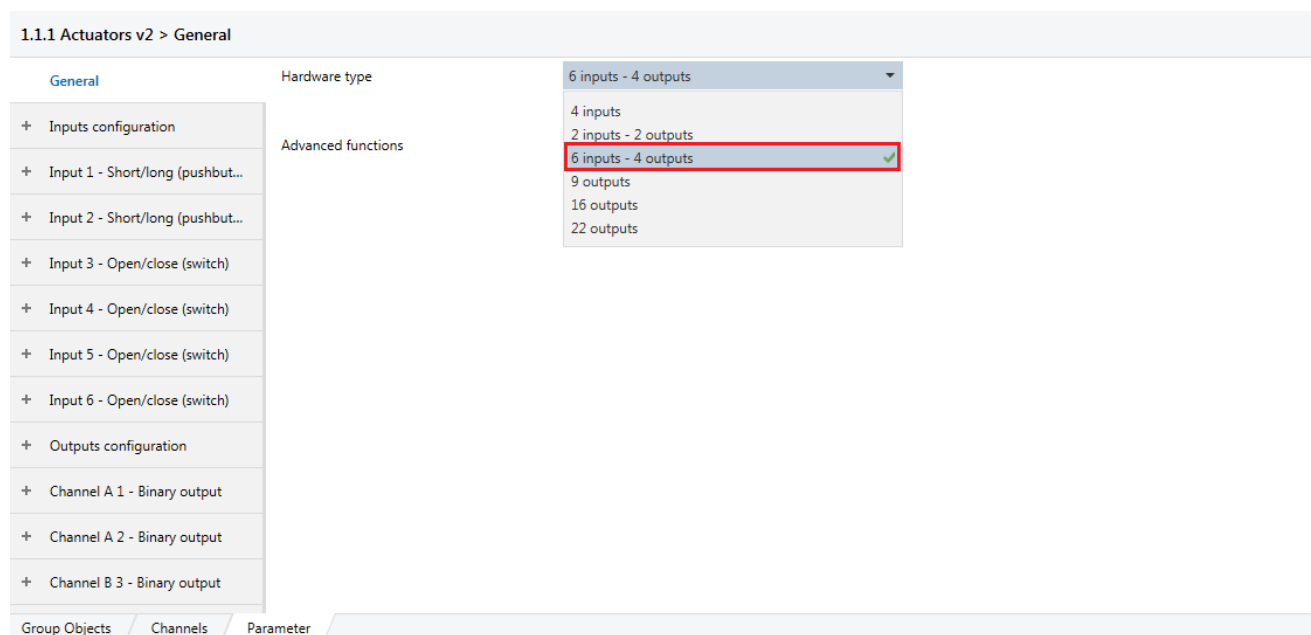 1.1.1 Actuators v2 > General
General
Hardware type
6 inputs - 4 outputs
4 inputs
2 inputs - 2 outputs
6 inputs - 4 outputs
9 outputs
16 outputs
22 outputs
Advanced functions
+ Inputs configuration
+ Input 1 - Short/long (pushbut...
+ Input 2 - Short/long (pushbut...
+ Input 3 - Open/close (switch)
+ Input 4 - Open/close (switch)
+ Input 5 - Open/close (switch)
+ Input 6 - Open/close (switch)
+ Outputs configuration
+ Channel A 1 - Binary output
+ Channel A 2 - Binary output
+ Channel B 3 - Binary output
Group Objects / Channels / Parameter